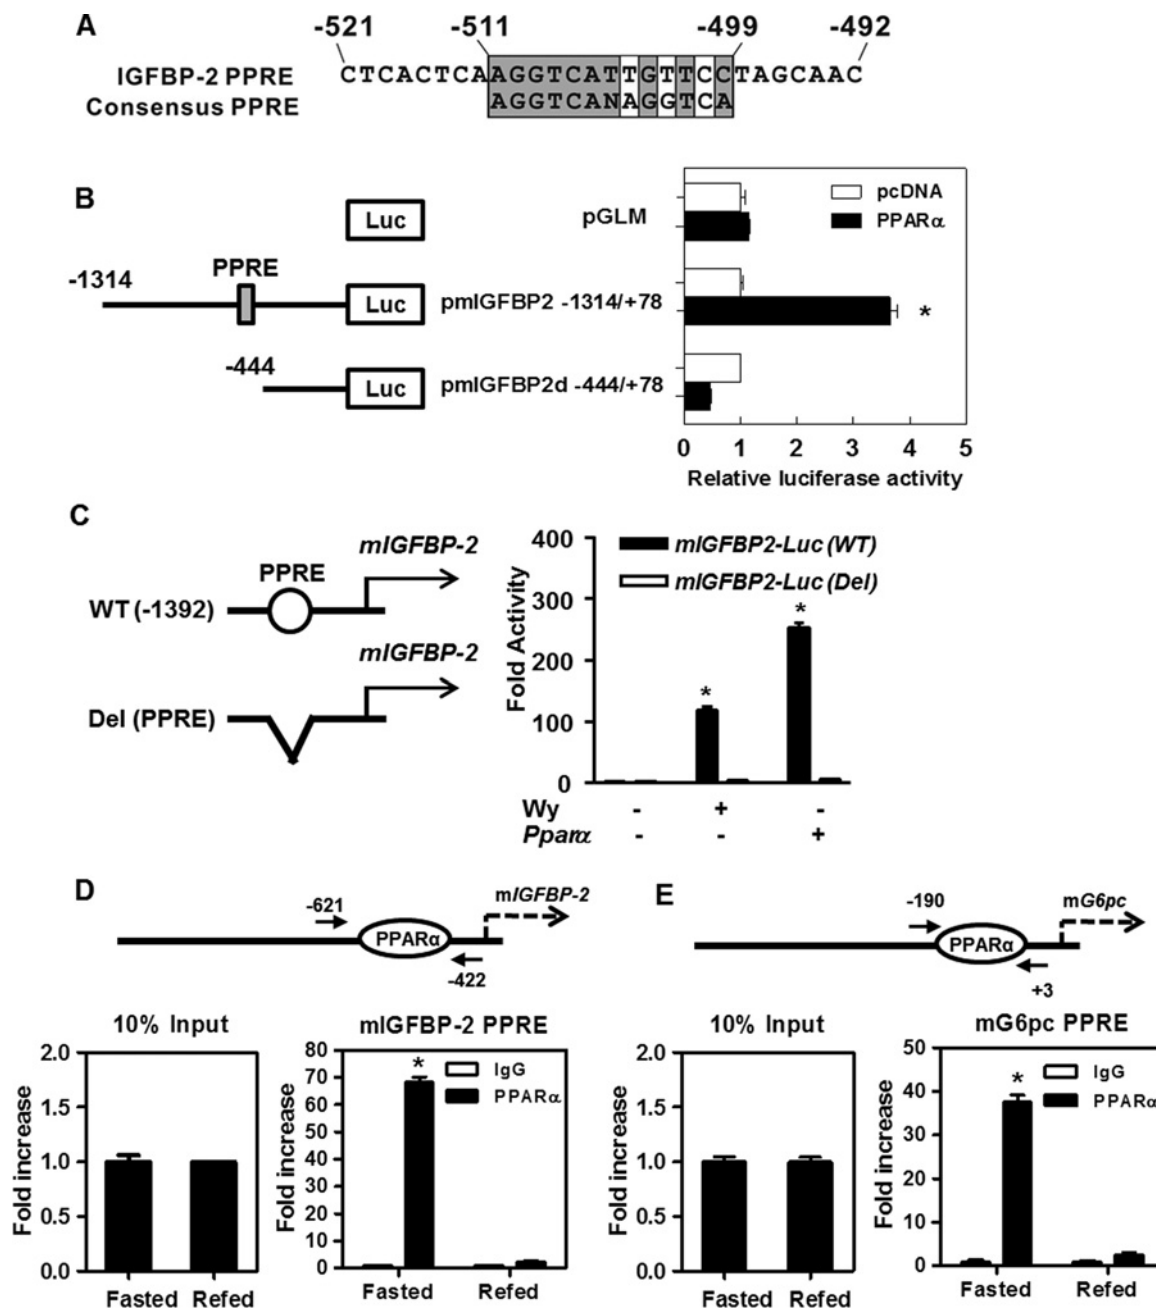 A
-521 -511 -499 -492
IGFBP-2 PPRE CTCACTCAAGGTCATTGTTCCTAGCAAC
Consensus PPRE AGGTCANAGGTCA
B
Luc
pGLM
-1314
PPRE
Luc
pmIGFBP2 -1314/+78
-444
Luc
pmIGFBP2d -444/+78
pcDNA
PPARα
*
0 1 2 3 4 5
Relative luciferase activity
C
WT (-1392)
PPRE
mIGFBP-2
Del (PPRE)
mIGFBP-2
Fold Activity
400
300
200
100
0
mIGFBP2-Luc (WT)
mIGFBP2-Luc (Del)
*
*
Wy - + -
Pparα - - +
D
-621
PPARα
mIGFBP-2
-422
10% Input
Fold increase
2.0
1.5
1.0
0.5
0.0
Fasted Refed
mIGFBP-2 PPRE
Fold increase
80
70
60
50
40
30
20
10
0
*
IgG
PPARα
Fasted Refed
E
-190
PPARα
mG6pc
+3
10% Input
Fold increase
2.0
1.5
1.0
0.5
0.0
Fasted Refed
mG6pc PPRE
Fold increase
50
40
30
20
10
0
*
IgG
PPARα
Fasted Refed